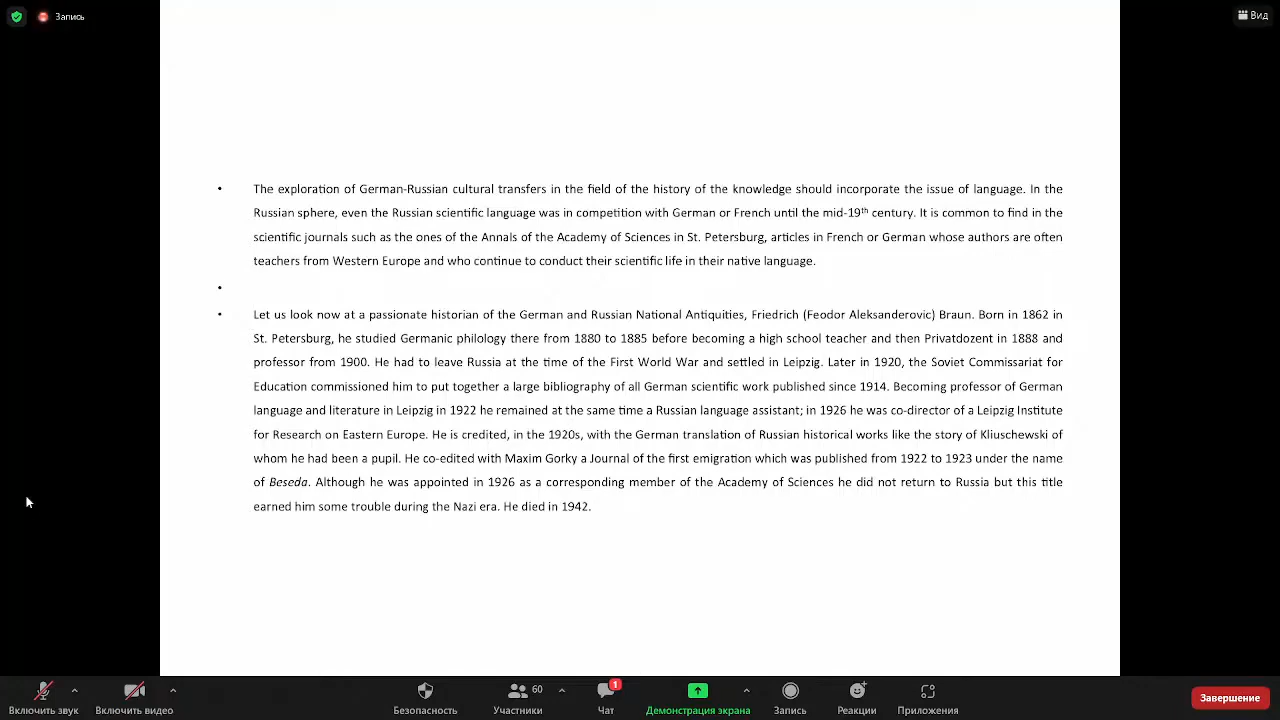 Запись
Вид
• The exploration of German-Russian cultural transfers in the field of the history of the knowledge should incorporate the issue of language. In the
Russian sphere, even the Russian scientific language was in competition with German or French until the mid-19th century. It is common to find in the
scientific journals such as the ones of the Annals of the Academy of Sciences in St. Petersburg, articles in French or German whose authors are often
teachers from Western Europe and who continue to conduct their scientific life in their native language.
•
• Let us look now at a passionate historian of the German and Russian National Antiquities, Friedrich (Feodor Aleksanderovic) Braun. Born in 1862 in
St. Petersburg, he studied Germanic philology there from 1880 to 1885 before becoming a high school teacher and then Privatdozent in 1888 and
professor from 1900. He had to leave Russia at the time of the First World War and settled in Leipzig. Later in 1920, the Soviet Commissariat for
Education commissioned him to put together a large bibliography of all German scientific work published since 1914. Becoming professor of German
language and literature in Leipzig in 1922 he remained at the same time a Russian language assistant; in 1926 he was co-director of a Leipzig Institute
for Research on Eastern Europe. He is credited, in the 1920s, with the German translation of Russian historical works like the story of Kliuschewski of
whom he had been a pupil. He co-edited with Maxim Gorky a Journal of the first emigration which was published from 1922 to 1923 under the name
of Beseda. Although he was appointed in 1926 as a corresponding member of the Academy of Sciences he did not return to Russia but this title
earned him some trouble during the Nazi era. He died in 1942.
60
1
Включить звук
Включить видео
Безопасность
Участники
Чат
Демонстрация экрана
Запись
Реакции
Приложения
Завершение